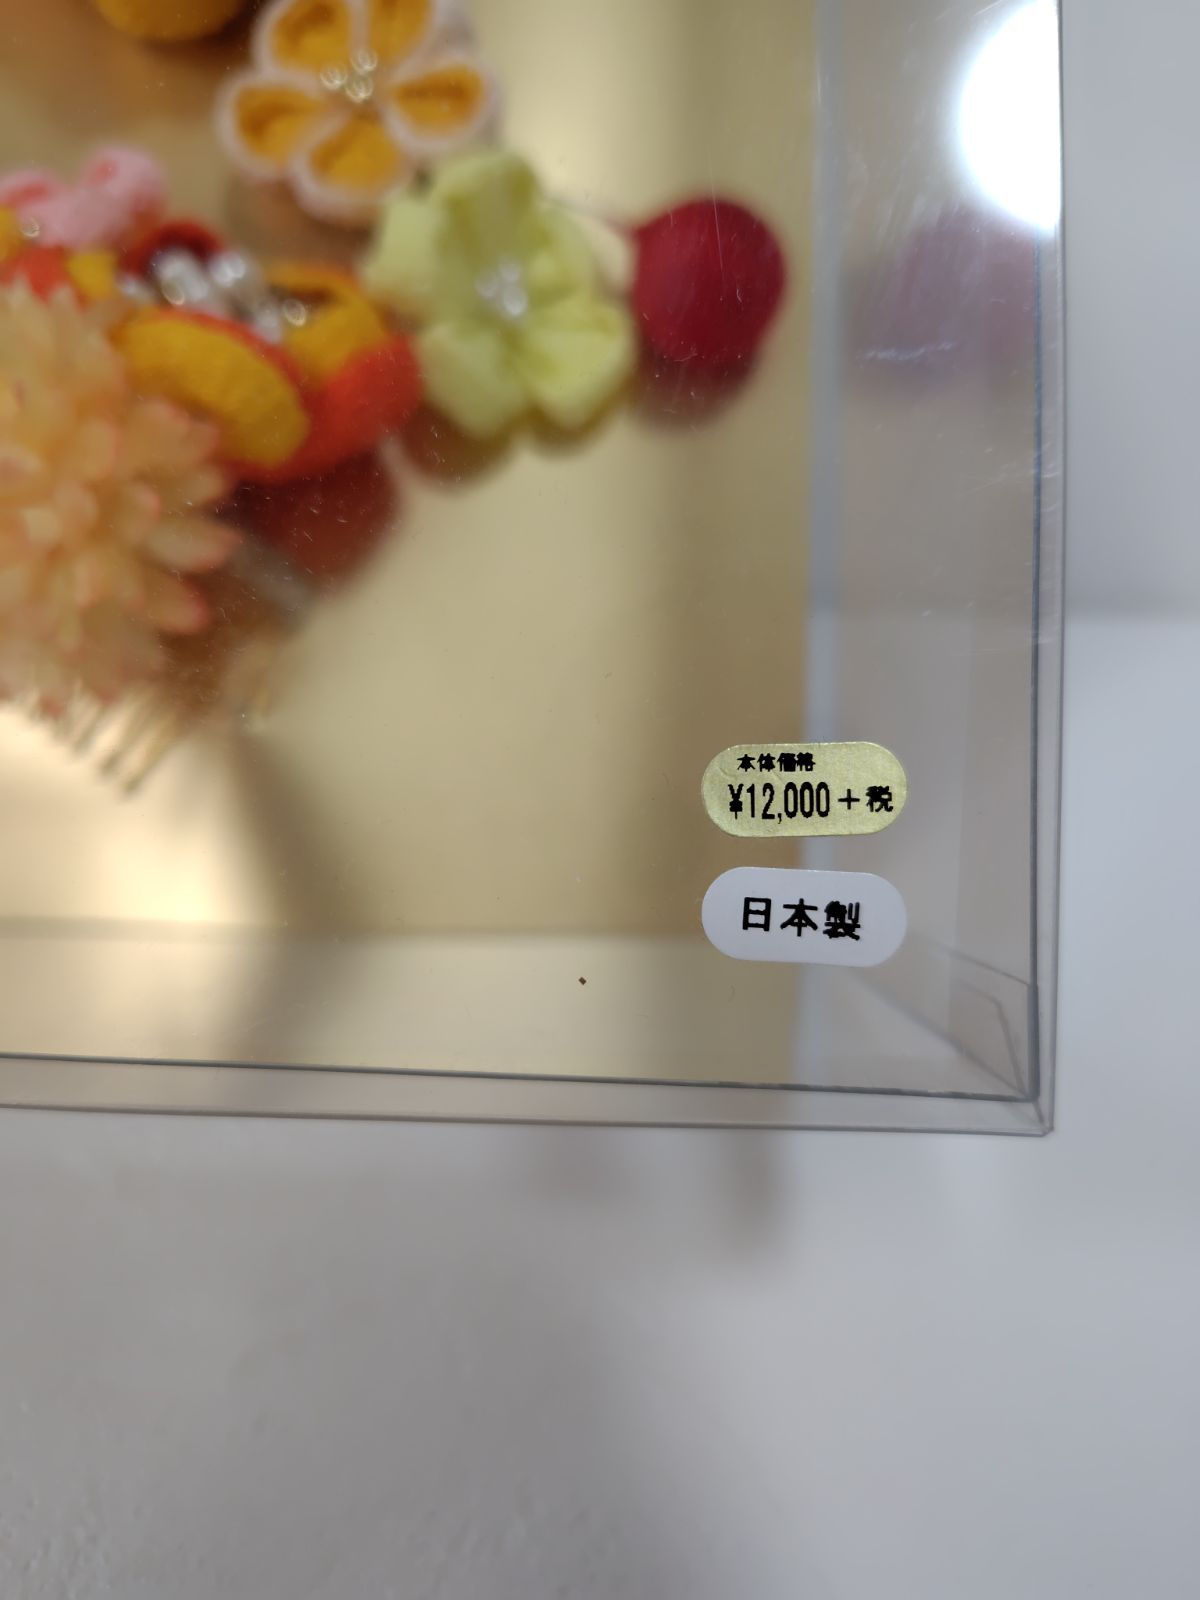 本体価格
¥12,000+税
日本製